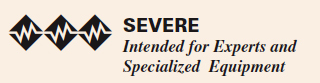 SEVERE
Intended for Experts and
Specialized Equipment